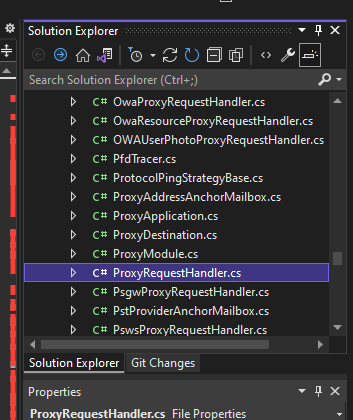 Solution Explorer
Search Solution Explorer (Ctrl+;)
C# OwaProxyRequestHandler.cs
C# OwaResourceProxyRequestHandler.cs
C# OWAUserPhotoProxyRequestHandler.cs
C# PfdTracer.cs
C# ProtocolPingStrategyBase.cs
C# ProxyAddressAnchorMailbox.cs
C# ProxyApplication.cs
C# ProxyDestination.cs
C# ProxyModule.cs
C# ProxyRequestHandler.cs
C# PsgwProxyRequestHandler.cs
C# PstProviderAnchorMailbox.cs
C# PswsProxyRequestHandler.cs
Solution Explorer Git Changes
Properties
ProxyRequestHandler.cs File Properties